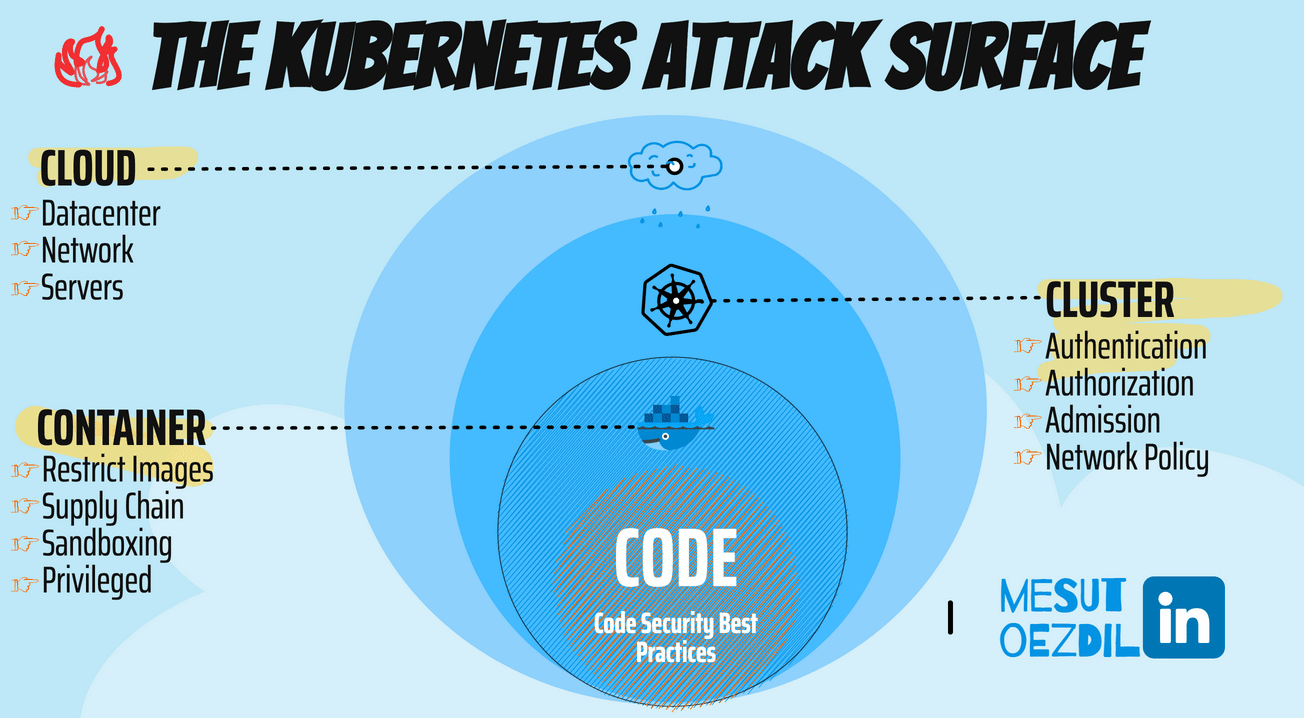 THE KUBERNETES ATTACK SURFACE
CLOUD
Datacenter
Network
Servers
CLUSTER
Authentication
Authorization
Admission
Network Policy
CONTAINER
Restrict Images
Supply Chain
Sandboxing
Privileged
CODE
Code Security Best
Practices
MESUT
OEZDIL
in